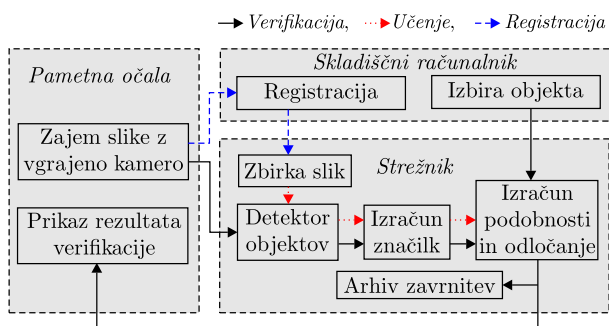 Verifikacija, Učenje, Registracija
Pametna očala
Zajem slike z
vgrajeno kamero
Prikaz rezultata
verifikacije
Skladiščni računalnik
Registracija
Izbira objekta
Strežnik
Zbirka slik
Detektor
objektov
Izračun
značilk
Izračun
podobnosti
in odločanje
Arhiv zavrnitev